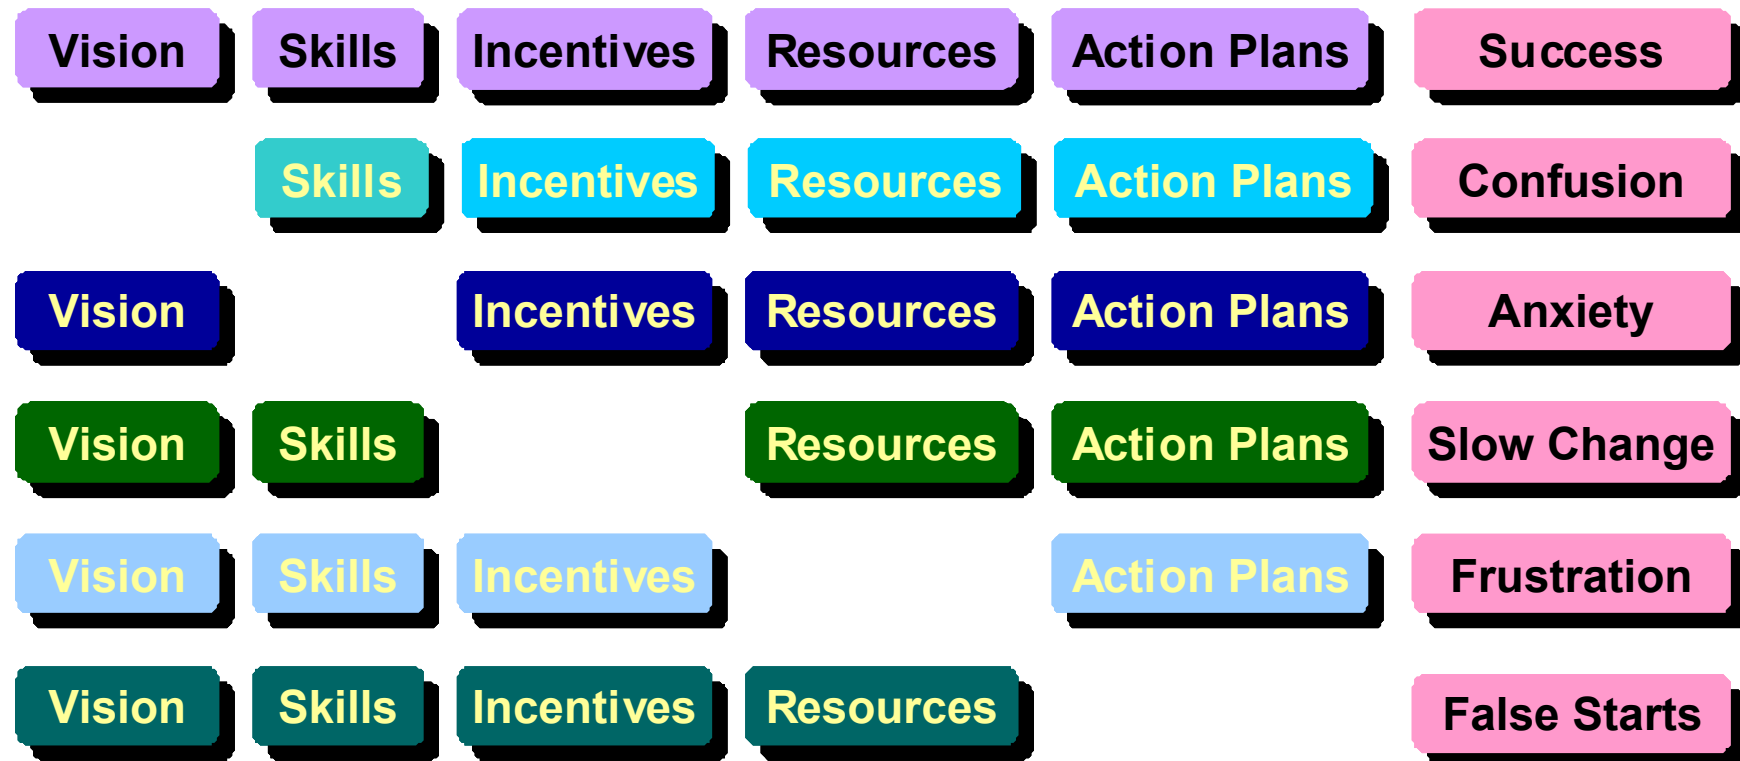 Vision Skills Incentives Resources Action Plans Success
Skills Incentives Resources Action Plans Confusion
Vision Incentives Resources Action Plans Anxiety
Vision Skills Resources Action Plans Slow Change
Vision Skills Incentives Action Plans Frustration
Vision Skills Incentives Resources False Starts